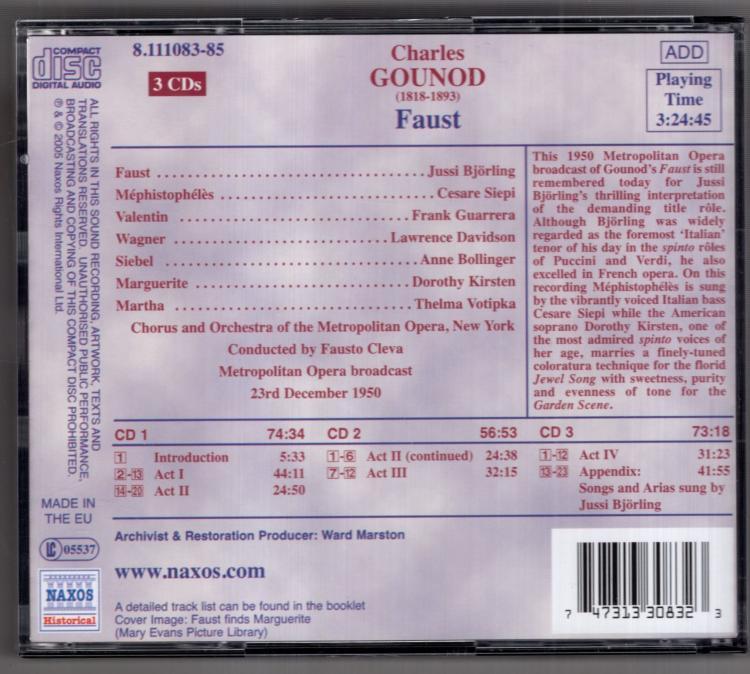 COMPACT
disc
DIGITAL AUDIO
8.111083-85
3 CDs
Charles
GOUNOD
(1818-1893)
Faust
ADD
Playing
Time
3:24:45
ALL RIGHTS IN THIS SOUND RECORDING, ARTWORK, TEXTS AND
TRANSLATIONS RESERVED. UNAUTHORISED PUBLIC PERFORMANCE,
BROADCASTING AND COPYING OF THIS COMPACT DISC PROHIBITED.
℗ & © 2005 Naxos Rights International Ltd.
Faust ................................ Jussi Björling
Méphistophélès .......................... Cesare Siepi
Valentin ............................. Frank Guarrera
Wagner ........................... Lawrence Davidson
Siebel ................................ Anne Bollinger
Marguerite .......................... Dorothy Kirsten
Martha .............................. Thelma Votipka
Chorus and Orchestra of the Metropolitan Opera, New York
Conducted by Fausto Cleva
Metropolitan Opera broadcast
23rd December 1950
This 1950 Metropolitan Opera
broadcast of Gounod's Faust is still
remembered today for Jussi
Björling's thrilling interpretation
of the demanding title rôle.
Although Björling was widely
regarded as the foremost 'Italian'
tenor of his day in the spinto rôles
of Puccini and Verdi, he also
excelled in French opera. On this
recording Méphistophélès is sung
by the vibrantly voiced Italian bass
Cesare Siepi while the American
soprano Dorothy Kirsten, one of
the most admired spinto voices of
her age, marries a finely-tuned
coloratura technique for the florid
Jewel Song with sweetness, purity
and evenness of tone for the
Garden Scene.
CD 1 74:34
1 Introduction 5:33
2-13 Act I 44:11
14-20 Act II 24:50
CD 2 56:53
1-6 Act II (continued) 24:38
7-12 Act III 32:15
CD 3 73:18
1-12 Act IV 31:23
13-23 Appendix: 41:55
Songs and Arias sung by
Jussi Björling
MADE IN
THE EU
LC 05537
NAXOS
Historical
Archivist & Restoration Producer: Ward Marston
www.naxos.com
A detailed track list can be found in the booklet
Cover Image: Faust finds Marguerite
(Mary Evans Picture Library)
7 47313 30832 3